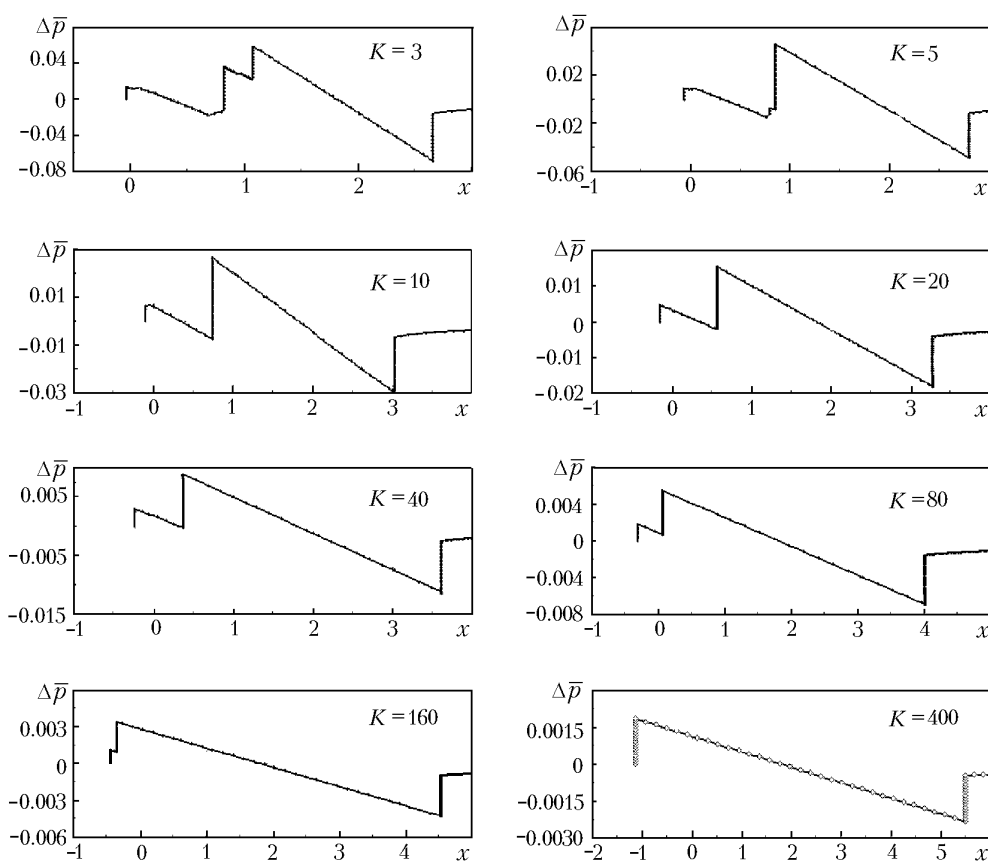 Δp̄
0.04
K = 3
0
−0.04
−0.08
0 1 2 x
Δp̄
K = 5
0.02
−0.02
−0.06
−1 0 1 2 x
Δp̄
K = 10
0.01
−0.01
−0.03
−1 0 1 2 3 x
Δp̄
K = 20
0.01
0
−0.01
−0.02
−1 0 1 2 3 x
Δp̄
0.005
K = 40
−0.005
−0.015
−1 0 1 2 3 x
Δp̄
0.004
K = 80
0
−0.004
−0.008
−1 0 1 2 3 4 x
Δp̄
0.003
K = 160
0
−0.003
−0.006
0 1 2 3 4 x
Δp̄
0.0015
K = 400
0
−0.0015
−0.0030
−2 −1 0 1 2 3 4 5 x